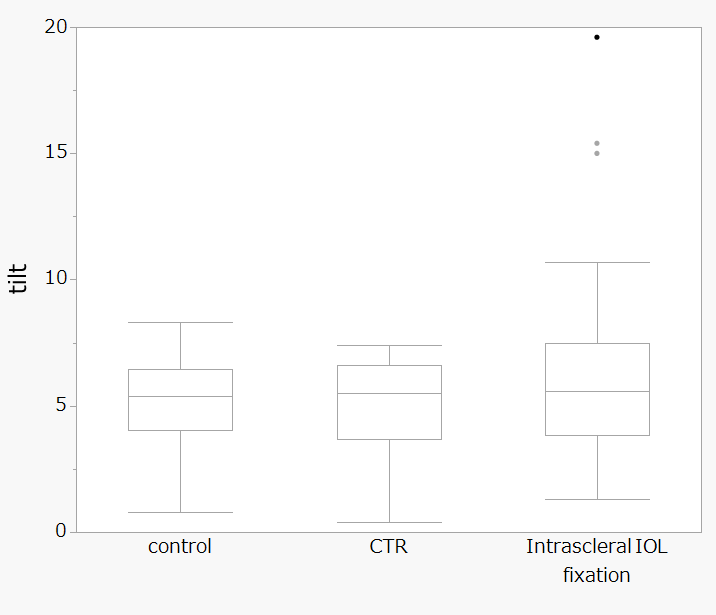 20
15
10
5
0
tilt
control
CTR
Intrascleral IOL
fixation